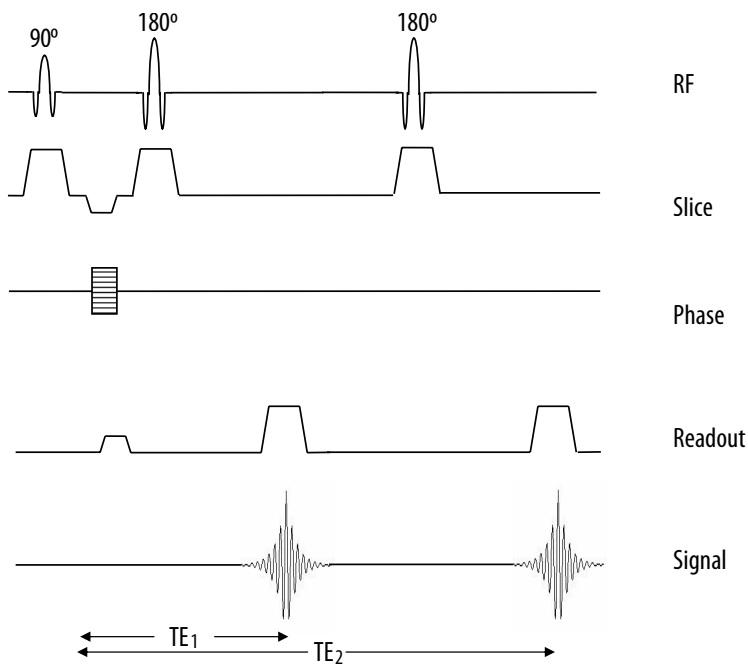 90º
180º
180º
RF
Slice
Phase
Readout
Signal
TE1
TE2